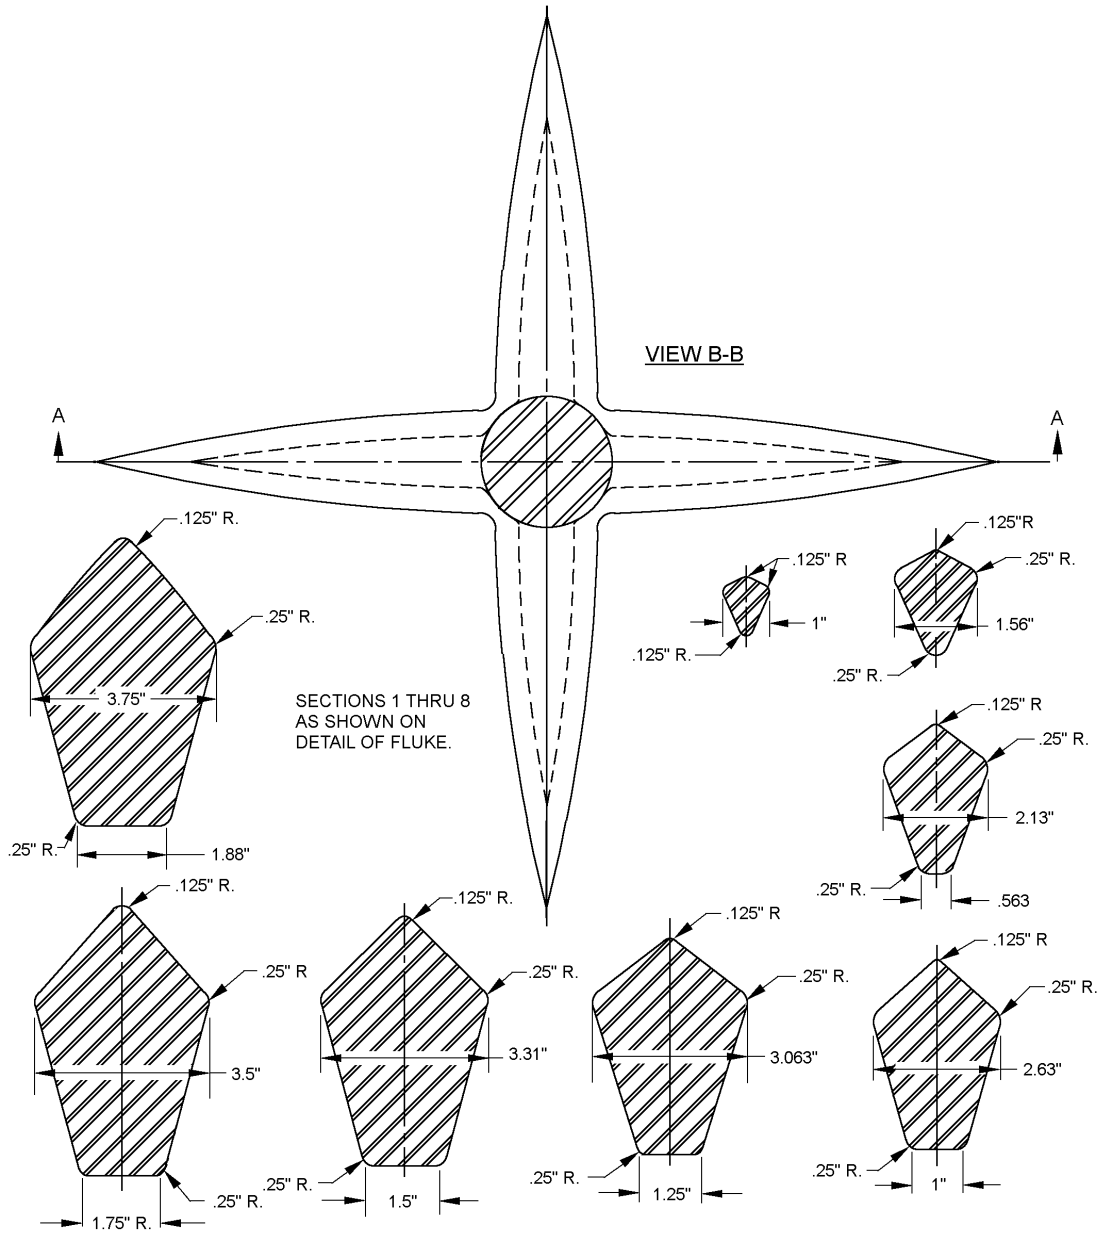 VIEW B-B
A
A
.125" R.
.25" R.
3.75"
.25" R.
1.88"
SECTIONS 1 THRU 8
AS SHOWN ON
DETAIL OF FLUKE.
.125" R
1"
.125" R.
.125"R
.25" R.
1.56"
.25" R.
.125" R
.25" R.
2.13"
.25" R.
.563
.125" R.
.25" R
3.5"
.25" R.
1.75" R.
.125" R.
.25" R.
3.31"
.25" R.
1.5"
.125" R
.25" R.
3.063"
.25" R.
1.25"
.125" R
.25" R.
2.63"
.25" R.
1"